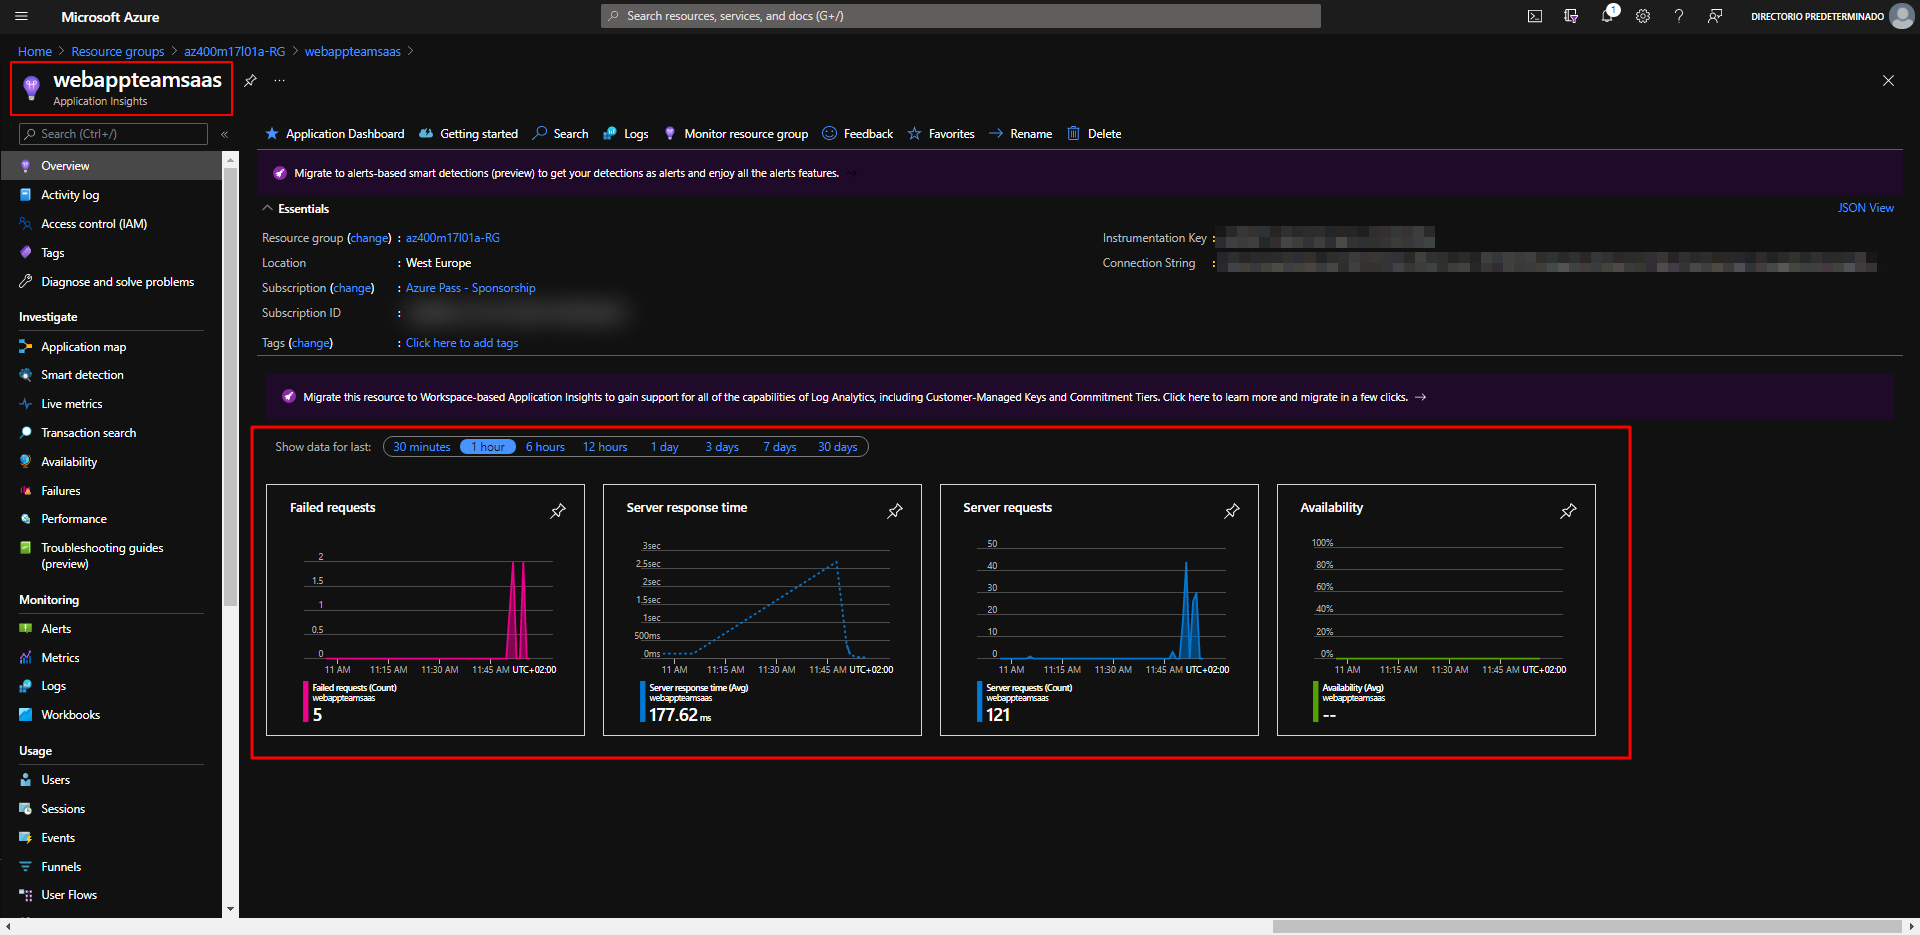 Microsoft Azure
Search resources, services, and docs (G+/)
1
DIRECTORIO PREDETERMINADO
Home > Resource groups > az400m17l01a-RG > webappteamsaas >
webappteamsaas
Application Insights
...
Search (Ctrl+/)
«
Application Dashboard
Getting started
Search
Logs
Monitor resource group
Feedback
Favorites
Rename
Delete
Overview
Activity log
Access control (IAM)
Tags
Diagnose and solve problems
Investigate
Application map
Smart detection
Live metrics
Transaction search
Availability
Failures
Performance
Troubleshooting guides
(preview)
Monitoring
Alerts
Metrics
Logs
Workbooks
Usage
Users
Sessions
Events
Funnels
User Flows
Migrate to alerts-based smart detections (preview) to get your detections as alerts and enjoy all the alerts features. →
Essentials
JSON View
Resource group (change) : az400m17l01a-RG
Location : West Europe
Subscription (change) : Azure Pass - Sponsorship
Subscription ID :
Tags (change) : Click here to add tags
Instrumentation Key :
Connection String :
Migrate this resource to Workspace-based Application Insights to gain support for all of the capabilities of Log Analytics, including Customer-Managed Keys and Commitment Tiers. Click here to learn more and migrate in a few clicks. →
Show data for last: 30 minutes 1 hour 6 hours 12 hours 1 day 3 days 7 days 30 days
Failed requests
2
1.5
1
0.5
0
11 AM 11:15 AM 11:30 AM 11:45 AM UTC+02:00
Failed requests (Count)
webappteamsaas
5
Server response time
3sec
2.5sec
2sec
1.5sec
1sec
500ms
0ms
11 AM 11:15 AM 11:30 AM 11:45 AM UTC+02:00
Server response time (Avg)
webappteamsaas
177.62 ms
Server requests
50
40
30
20
10
0
11 AM 11:15 AM 11:30 AM 11:45 AM UTC+02:00
Server requests (Count)
webappteamsaas
121
Availability
100%
80%
60%
40%
20%
0%
11 AM 11:15 AM 11:30 AM 11:45 AM UTC+02:00
Availability (Avg)
webappteamsaas
--